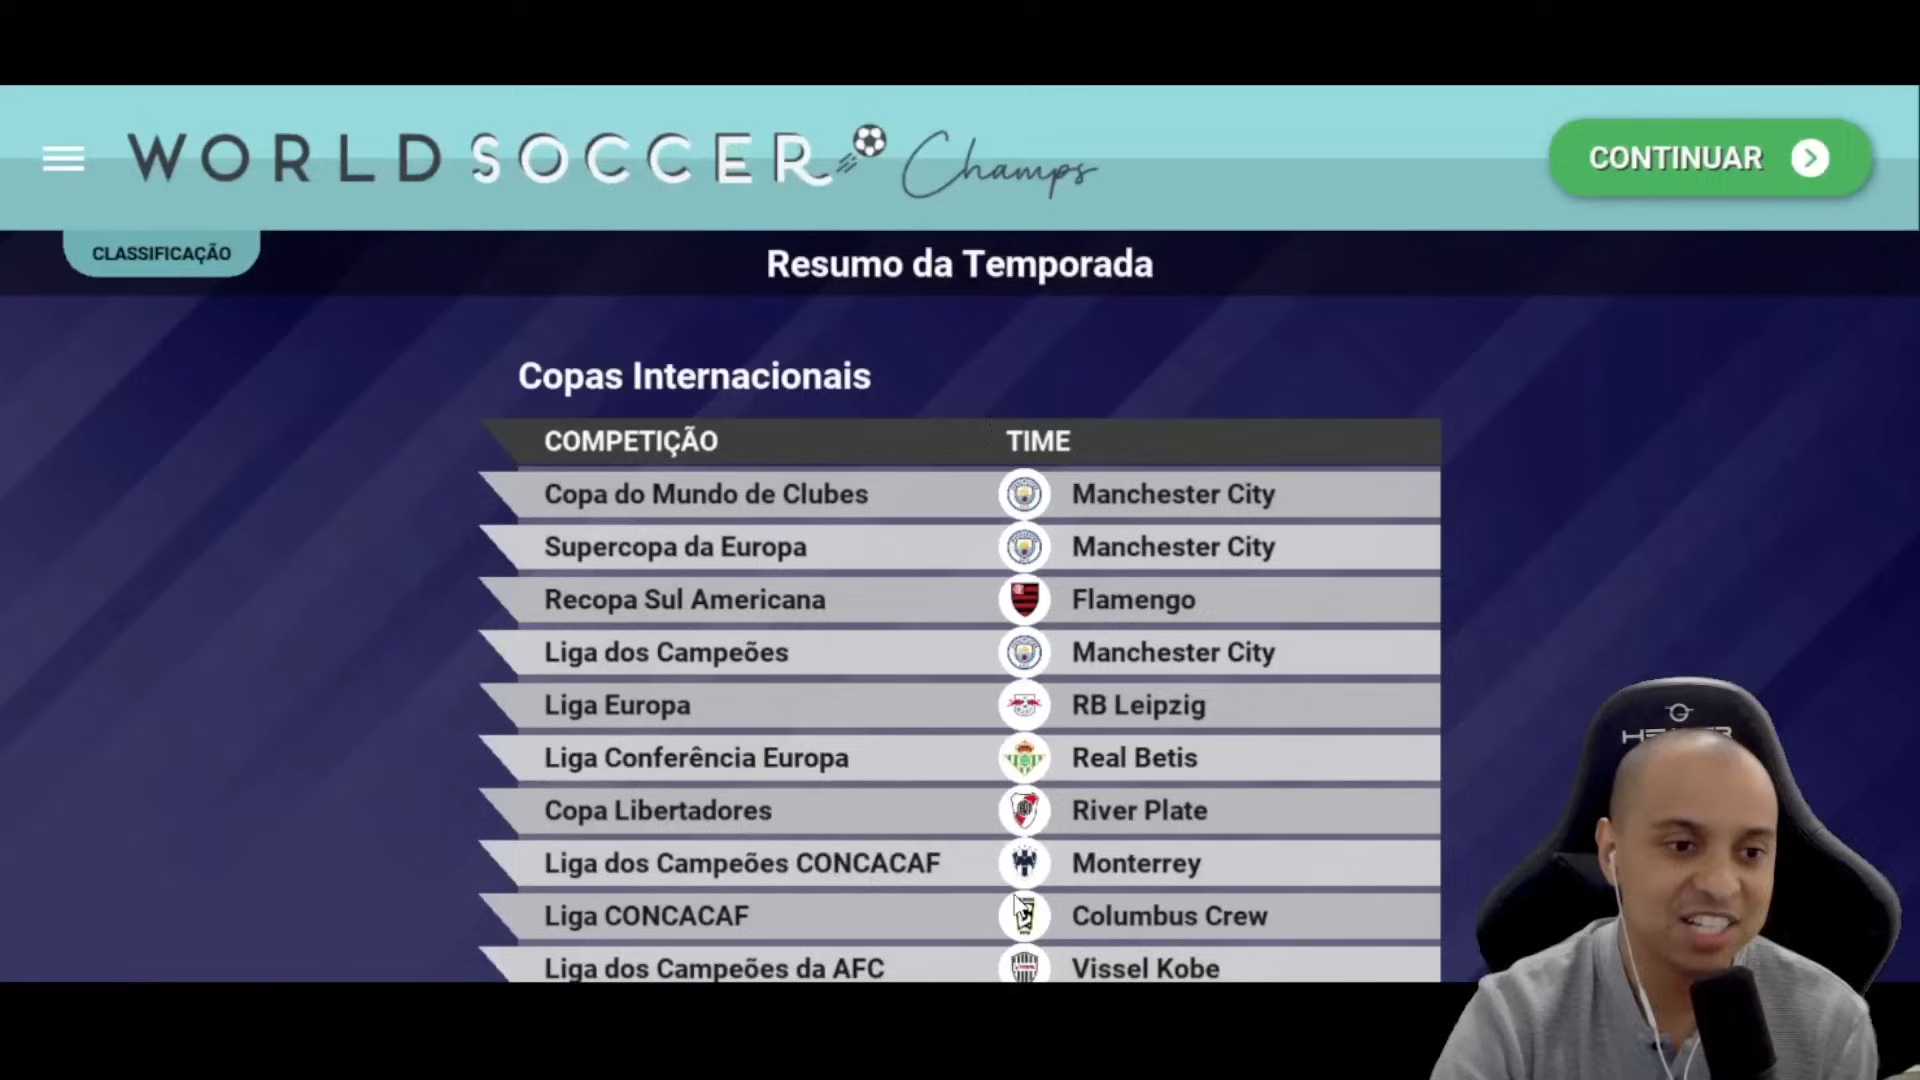 WORLD SOCCER Champs
CONTINUAR
CLASSIFICAÇÃO
Resumo da Temporada
Copas Internacionais
COMPETIÇÃO TIME
Copa do Mundo de Clubes Manchester City
Supercopa da Europa Manchester City
Recopa Sul Americana Flamengo
Liga dos Campeões Manchester City
Liga Europa RB Leipzig
Liga Conferência Europa Real Betis
Copa Libertadores River Plate
Liga dos Campeões CONCACAF Monterrey
Liga CONCACAF Columbus Crew
Liga dos Campeões da AFC Vissel Kobe